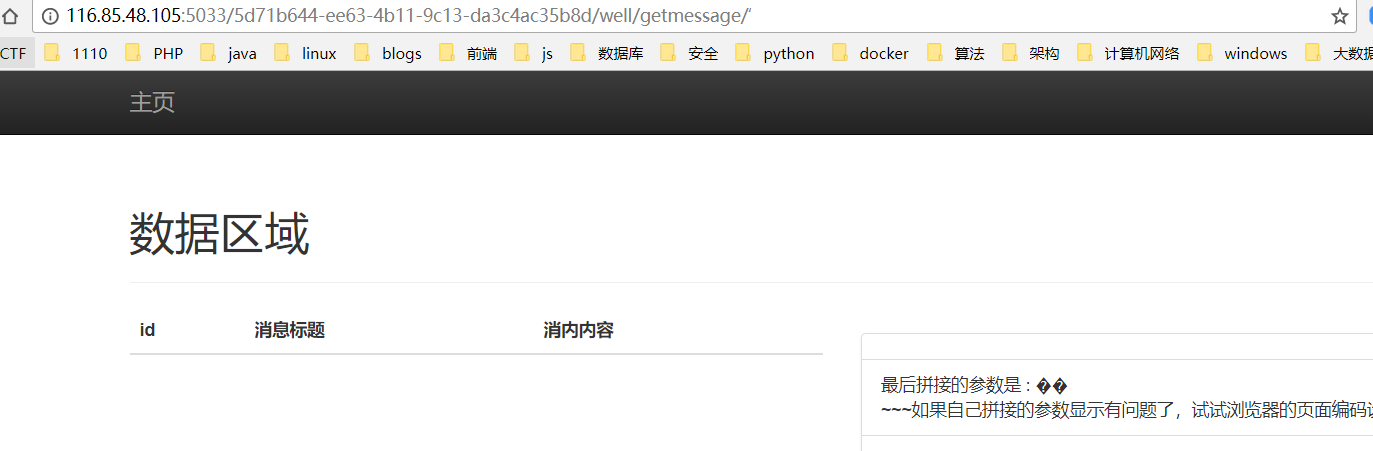 116.85.48.105:5033/5d71b644-ee63-4b11-9c13-da3c4ac35b8d/well/getmessage/‘
CTF 1110 PHP java linux blogs 前端 js 数据库 安全 python docker 算法 架构 计算机网络 windows 大数据
主页
数据区域
id 消息标题 消内内容
最后拼接的参数是 : ��
~~~如果自己拼接的参数显示有问题了，试试浏览器的页面编码